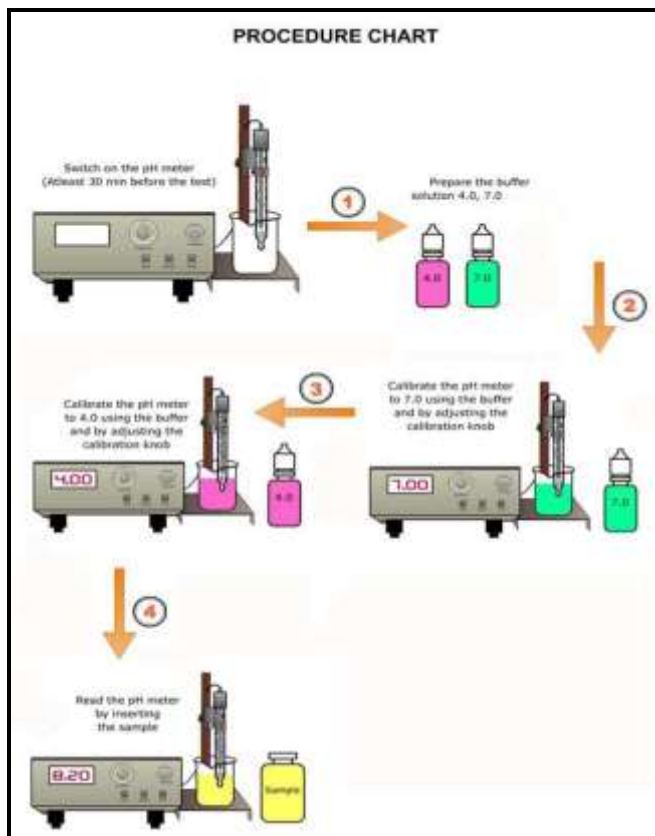 PROCEDURE CHART
Switch on the pH meter
(Atleast 30 min before the test)
1
Prepare the buffer
solution 4.0, 7.0
4.0
7.0
2
Calibrate the pH meter
to 7.0 using the buffer
and by adjusting the
calibration knob
7.00
7.0
3
Calibrate the pH meter
to 4.0 using the buffer
and by adjusting the
calibration knob
4.00
4.0
4
Read the pH meter
by inserting
the sample
8.20
Sample